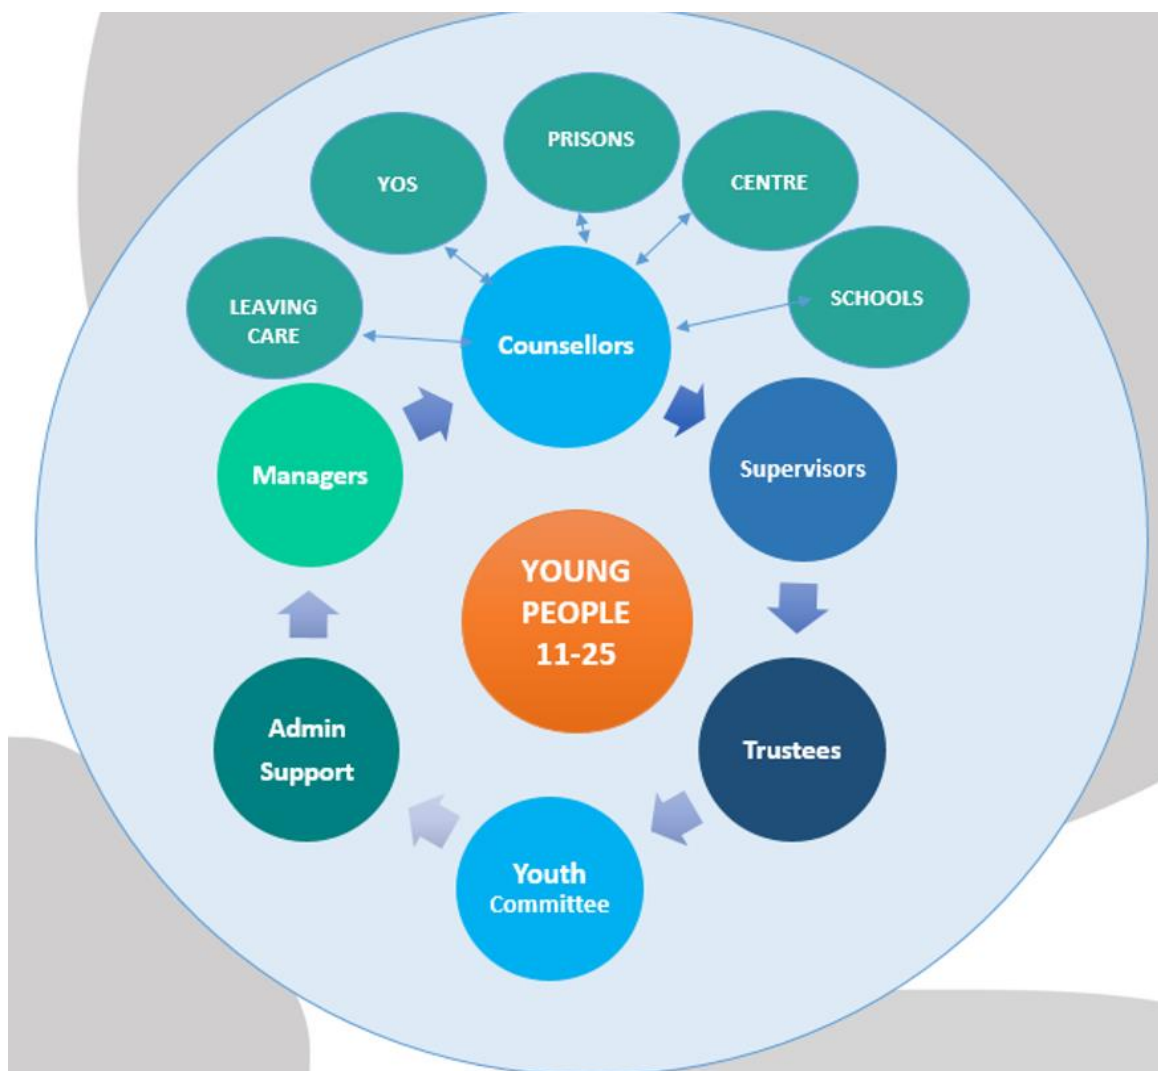 PRISONS
YOS
CENTRE
LEAVING
CARE
SCHOOLS
Counsellors
Managers
Supervisors
YOUNG
PEOPLE
11-25
Admin
Support
Trustees
Youth
Committee